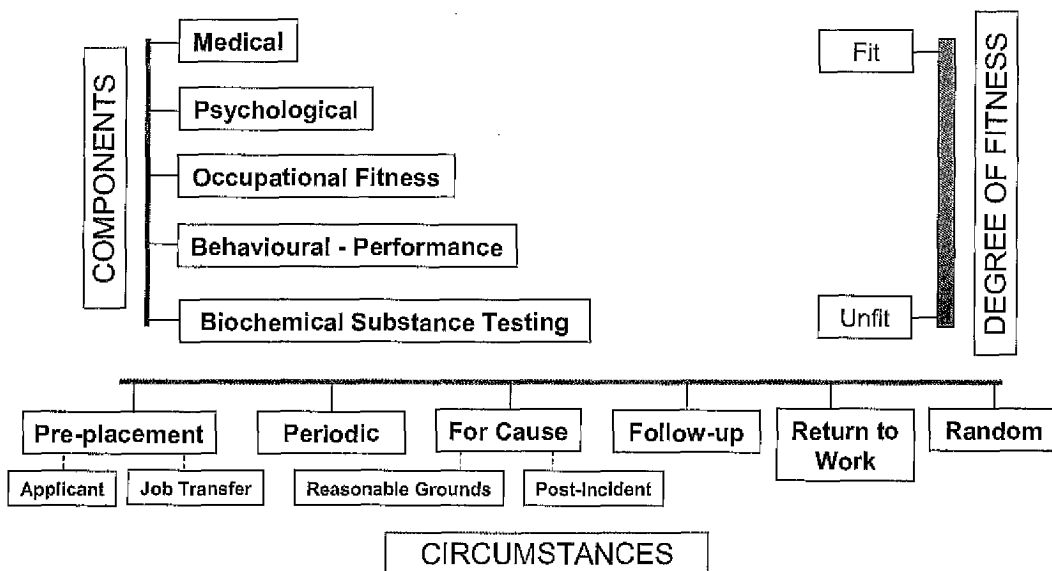 COMPONENTS
Medical
Psychological
Occupational Fitness
Behavioural - Performance
Biochemical Substance Testing
Fit
Unfit
DEGREE OF FITNESS
Pre-placement
Periodic
For Cause
Follow-up
Return to
Work
Random
Applicant
Job Transfer
Reasonable Grounds
Post-Incident
CIRCUMSTANCES